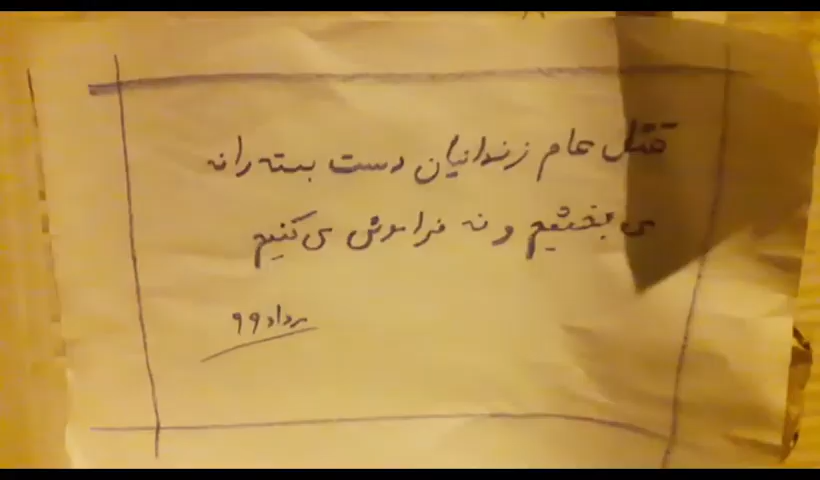 قتل عام زندانیان دست بسته را نه
می بخشیم و نه فراموش می کنیم
مرداد ۹۹